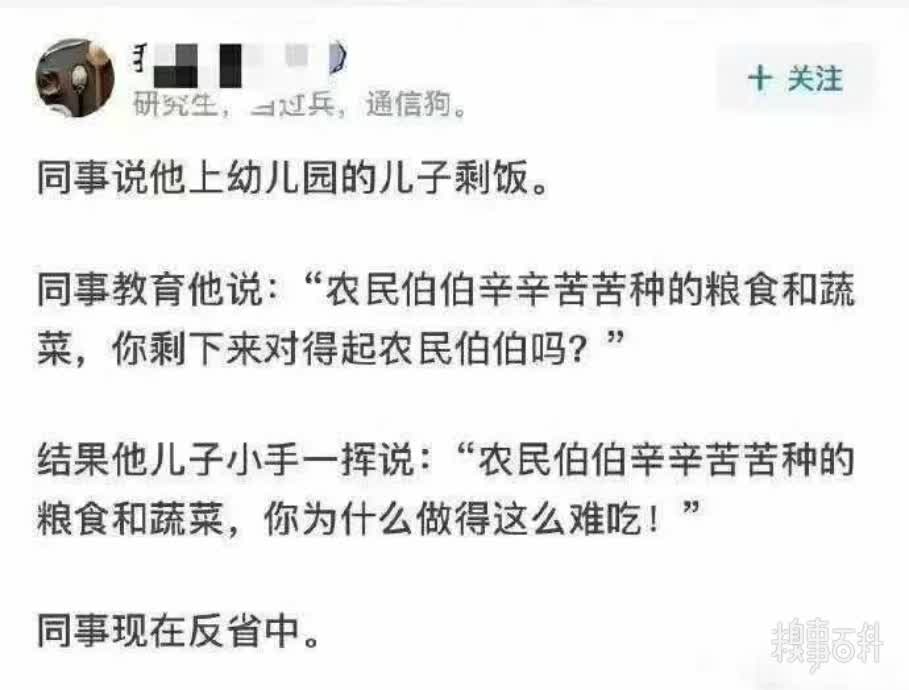 研究生，当过兵，通信狗。
+ 关注
同事说他上幼儿园的儿子剩饭。
同事教育他说：“农民伯伯辛辛苦苦种的粮食和蔬
菜，你剩下来对得起农民伯伯吗？”
结果他儿子小手一挥说：“农民伯伯辛辛苦苦种的
粮食和蔬菜，你为什么做得这么难吃！”
同事现在反省中。
糗事百科